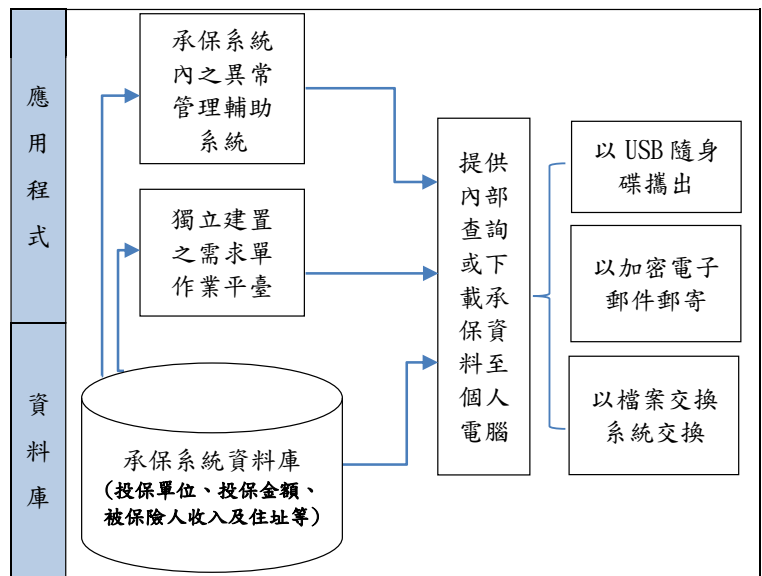 應用程式
資料庫
承保系統
內之異常
管理輔助
系統
獨立建置
之需求單
作業平臺
承保系統資料庫
(投保單位、投保金額、
被保險人收入及住址等)
提供
內部
查詢
或下
載承
保資
料至
個人
電腦
以 USB 隨身
碟攜出
以加密電子
郵件郵寄
以檔案交換
系統交換